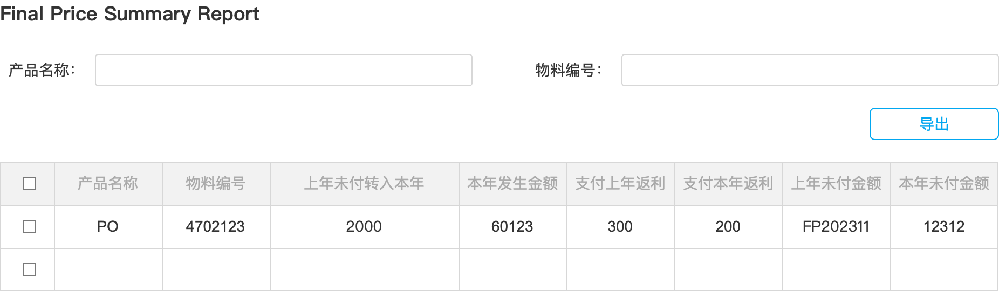 Final Price Summary Report
产品名称： 物料编号：
导出
产品名称 物料编号 上年未付转入本年 本年发生金额 支付上年返利 支付本年返利 上年未付金额 本年未付金额
PO 4702123 2000 60123 300 200 FP202311 12312